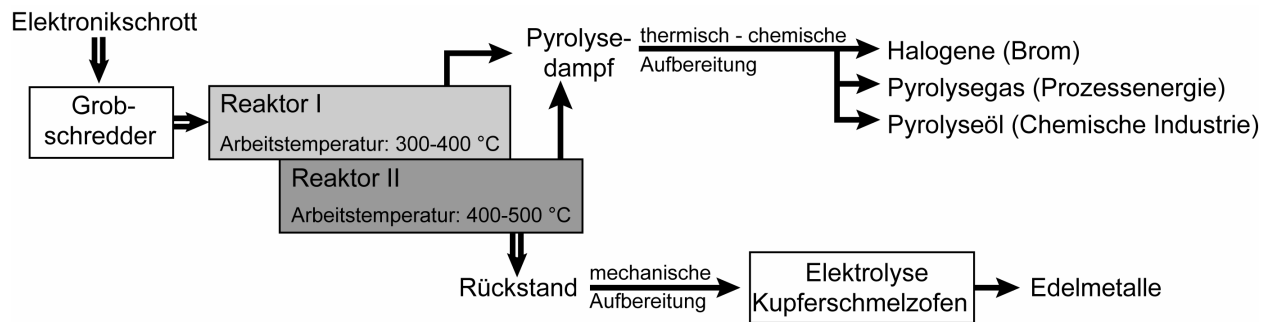 Elektronikschrott
Grob-
schredder
Reaktor I
Arbeitstemperatur: 300-400 °C
Reaktor II
Arbeitstemperatur: 400-500 °C
Pyrolyse-
dampf
thermisch - chemische
Aufbereitung
Halogene (Brom)
Pyrolysegas (Prozessenergie)
Pyrolyseöl (Chemische Industrie)
Rückstand
mechanische
Aufbereitung
Elektrolyse
Kupferschmelzofen
Edelmetalle